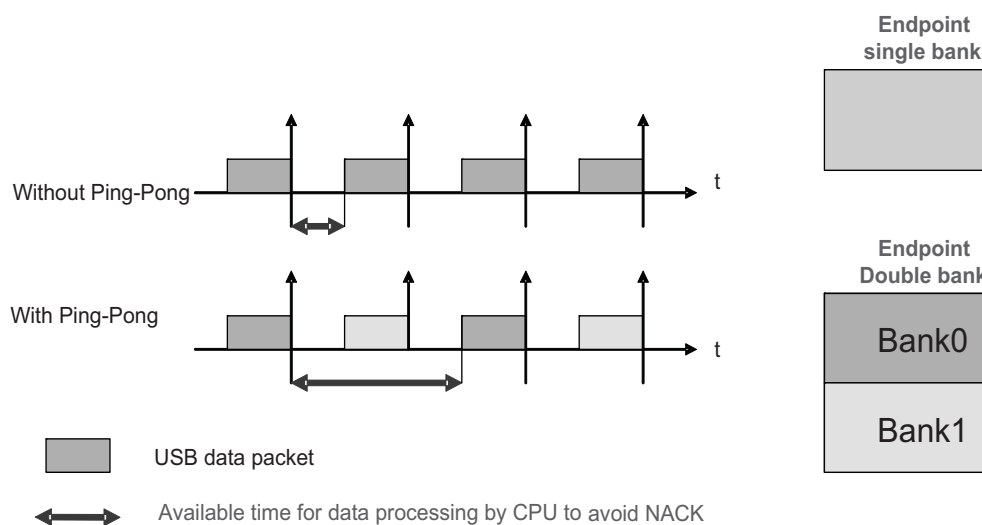 Endpoint
single bank
Without Ping-Pong
t
Endpoint
Double bank
With Ping-Pong
t
Bank0
Bank1
USB data packet
Available time for data processing by CPU to avoid NACK